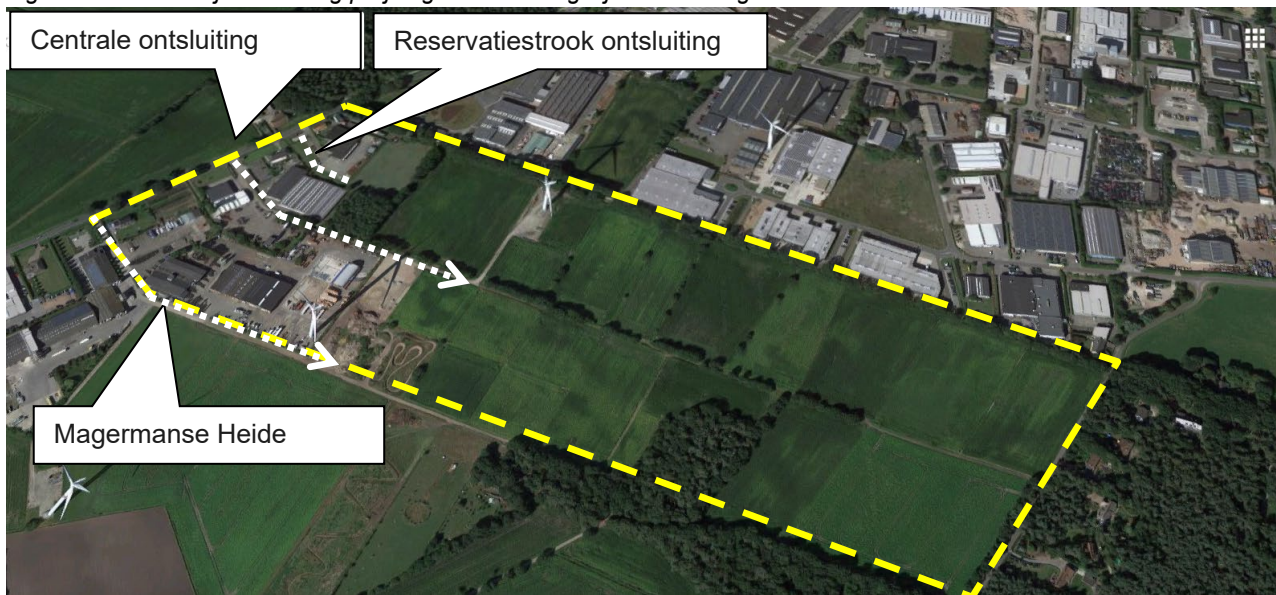 Centrale ontsluiting
Reservatiestrook ontsluiting
Magermanse Heide